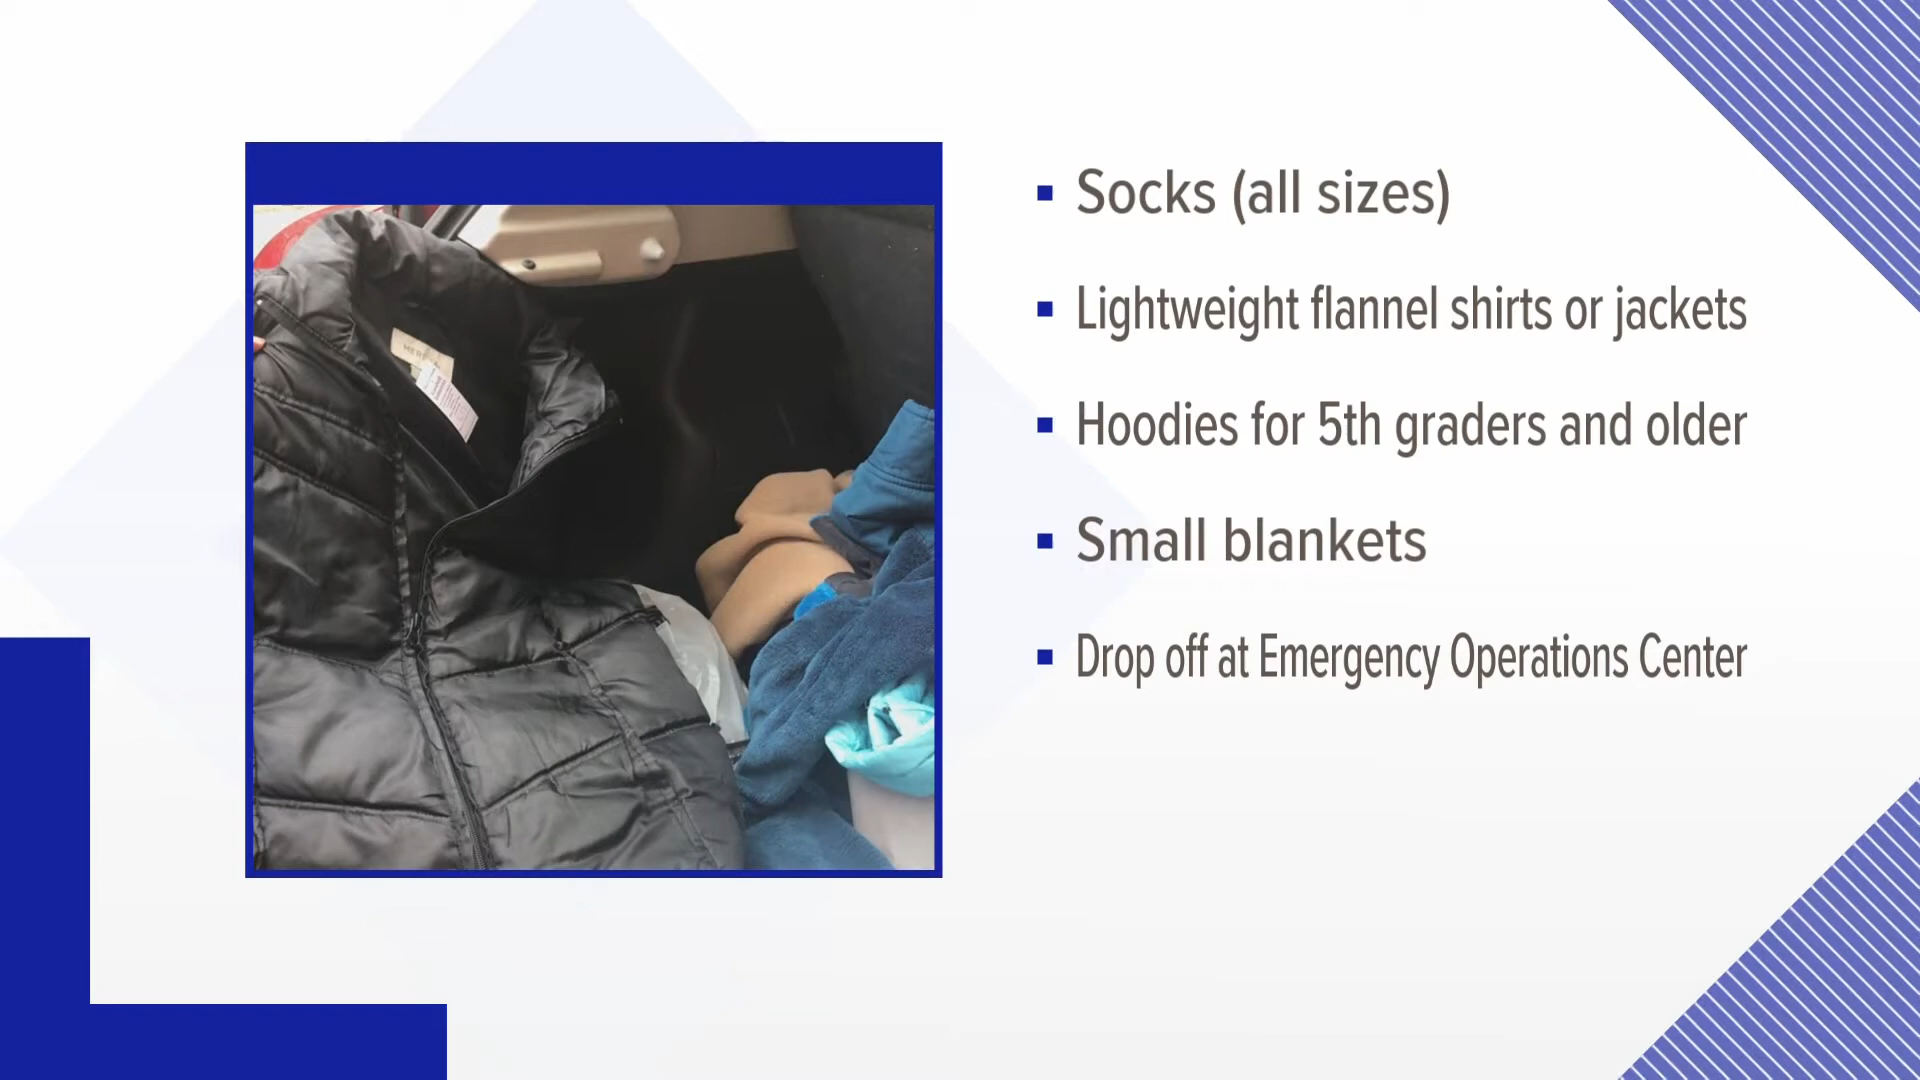 Socks (all sizes)
Lightweight flannel shirts or jackets
Hoodies for 5th graders and older
Small blankets
Drop off at Emergency Operations Center